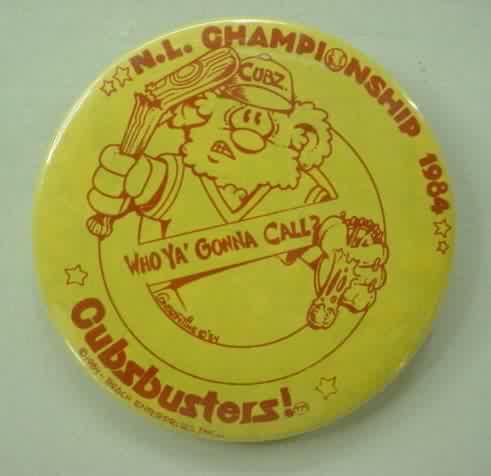 N.L. CHAMPIONSHIP 1984
CUBZ.
WHO YA' GONNA CALL?
Cubsbusters!